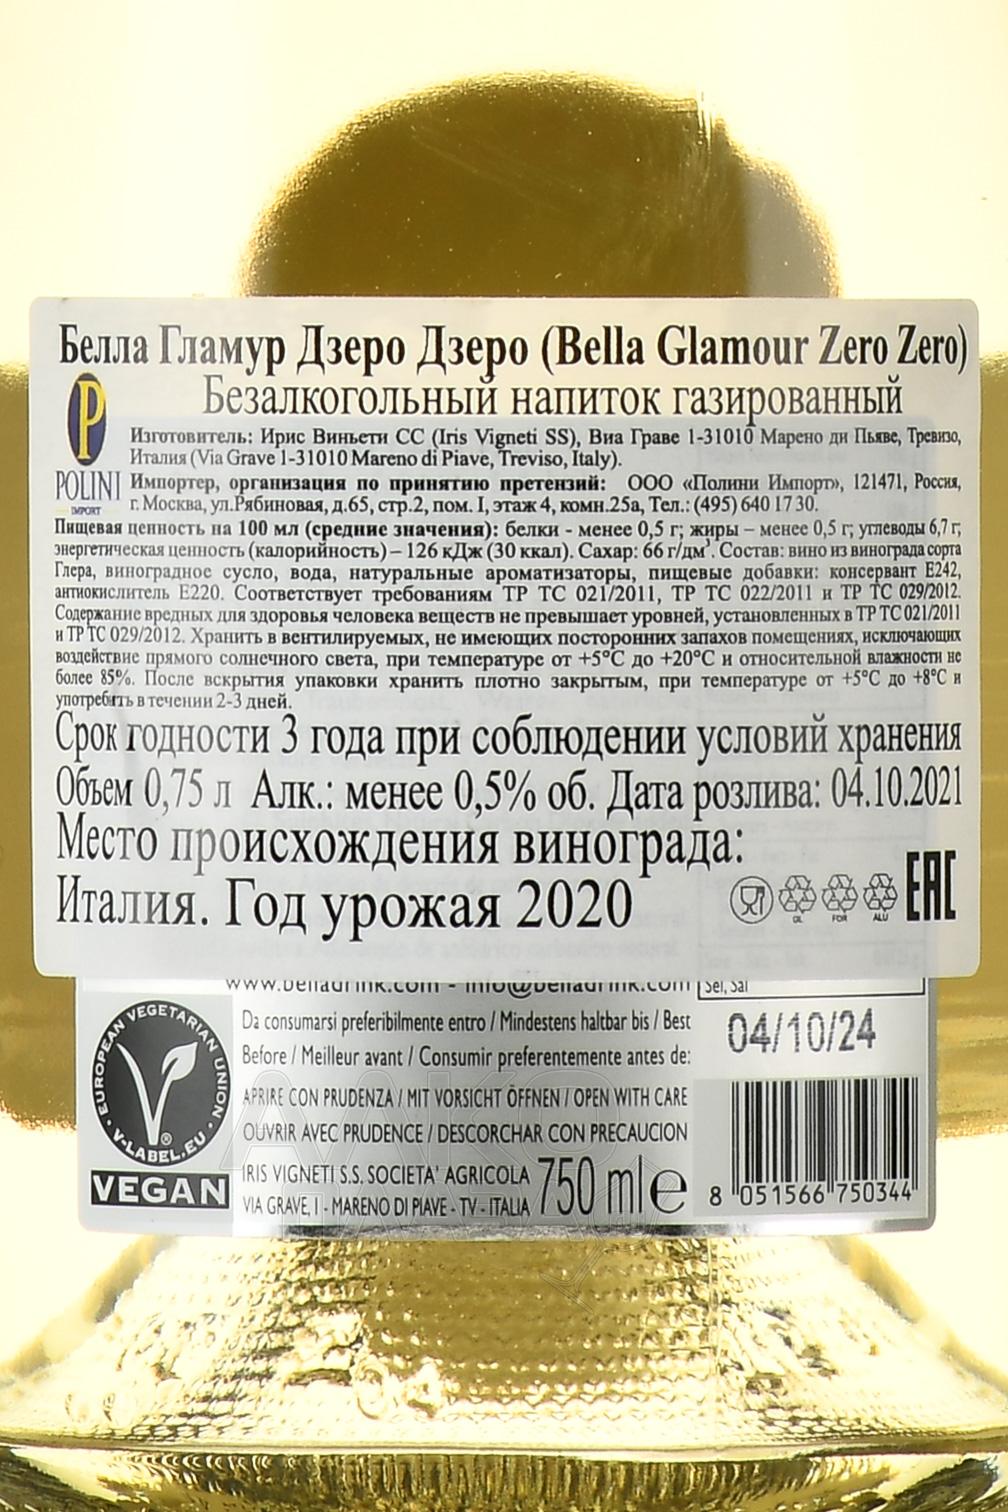 Белла Гламур Дзеро Дзеро (Bella Glamour Zero Zero)
Безалкогольный напиток газированный
P
POLINI
IMPORT
Изготовитель: Ирис Виньети СС (Iris Vigneti SS), Виа Граве 1-31010 Марено ди Пьяве, Тревизо,
Италия (Via Grave 1-31010 Mareno di Piave, Treviso, Italy).
Импортер, организация по принятию претензий: ООО «Полини Импорт», 121471, Россия,
г. Москва, ул.Рябиновая, д.65, стр.2, пом. I, этаж 4, комн.25а, Тел.: (495) 640 17 30.
Пищевая ценность на 100 мл (средние значения): белки - менее 0,5 г; жиры – менее 0,5 г; углеводы 6,7 г;
энергетическая ценность (калорийность) – 126 кДж (30 ккал). Сахар: 66 г/дм³. Состав: вино из винограда сорта
Глера, виноградное сусло, вода, натуральные ароматизаторы, пищевые добавки: консервант Е242,
антиокислитель Е220. Соответствует требованиям ТР ТС 021/2011, ТР ТС 022/2011 и ТР ТС 029/2012.
Содержание вредных для здоровья человека веществ не превышает уровней, установленных в ТР ТС 021/2011
и ТР ТС 029/2012. Хранить в вентилируемых, не имеющих посторонних запахов помещениях, исключающих
воздействие прямого солнечного света, при температуре от +5°С до +20°С и относительной влажности не
более 85%. После вскрытия упаковки хранить плотно закрытым, при температуре от +5°С до +8°С и
употребить в течении 2-3 дней.
Срок годности 3 года при соблюдении условий хранения
Объем 0,75 л Алк.: менее 0,5% об. Дата розлива: 04.10.2021
Место происхождения винограда:
Италия. Год урожая 2020
GL FOR ALU EAC
www.belladrink.com - info@belladrink.com
Sel, Sal
EUROPEAN VEGETARIAN UNION
V-LABEL.EU
VEGAN
Da consumarsi preferibilmente entro / Mindestens haltbar bis / Best
Before / Meilleur avant / Consumir preferentemente antes de:
04/10/24
APRIRE CON PRUDENZA / MIT VORSICHT ÖFFNEN / OPEN WITH CARE
OUVRIR AVEC PRUDENCE / DESCORCHAR CON PRECAUCION
IRIS VIGNETI S.S. SOCIETA' AGRICOLA
VIA GRAVE, 1 - MARENO DI PIAVE - TV - ITALIA
750 ml e
8 051566 750344